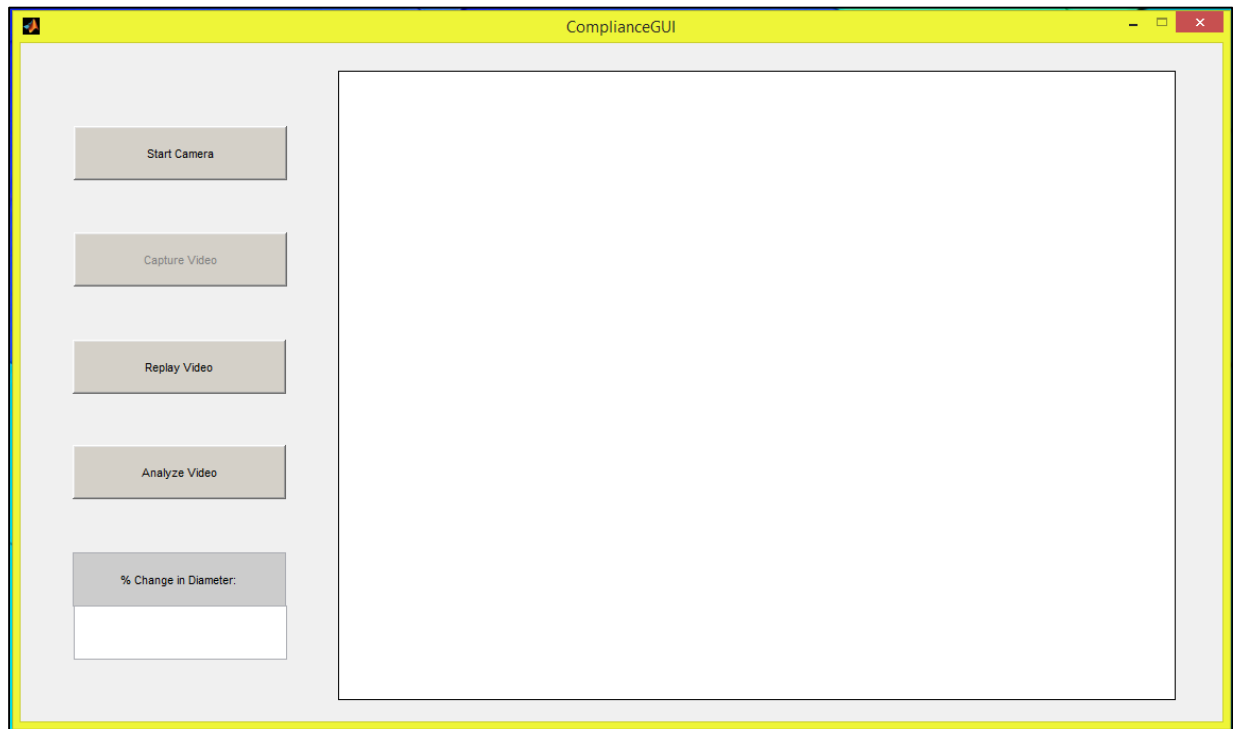 ComplianceGUI
Start Camera
Capture Video
Replay Video
Analyze Video
% Change in Diameter: